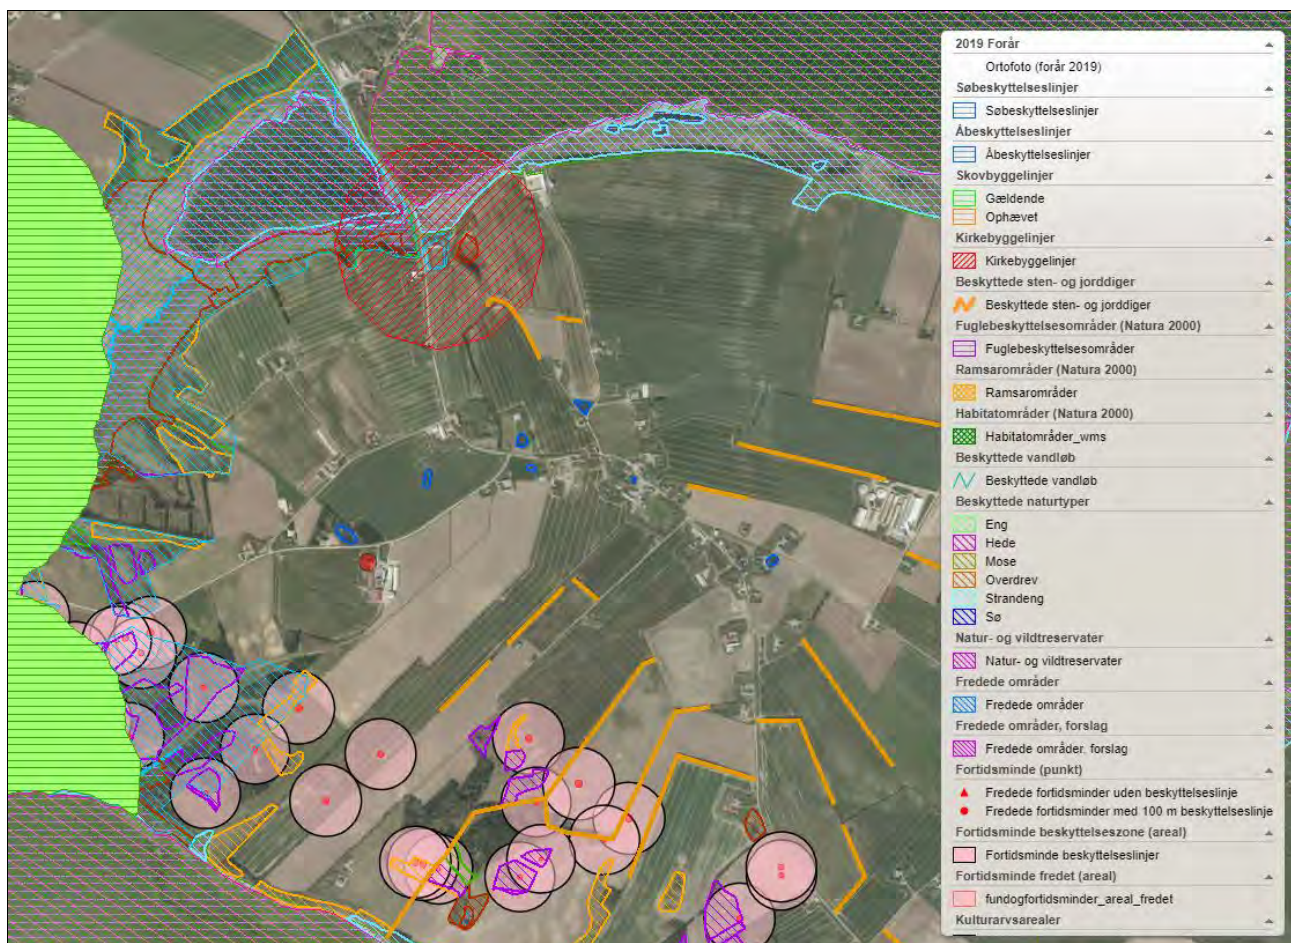 2019 Forår
Ortofoto (forår 2019)
Søbeskyttelseslinjer
Søbeskyttelseslinjer
Åbeskyttelseslinjer
Åbeskyttelseslinjer
Skovbyggelinjer
Gældende
Ophævet
Kirkebyggelinjer
Kirkebyggelinjer
Beskyttede sten- og jorddiger
Beskyttede sten- og jorddiger
Fuglebeskyttelsesområder (Natura 2000)
Fuglebeskyttelsesområder
Ramsarområder (Natura 2000)
Ramsarområder
Habitatområder (Natura 2000)
Habitatområder_wms
Beskyttede vandløb
Beskyttede vandløb
Beskyttede naturtyper
Eng
Hede
Mose
Overdrev
Strandeng
Sø
Natur- og vildtreservater
Natur- og vildtreservater
Fredede områder
Fredede områder
Fredede områder, forslag
Fredede områder, forslag
Fortidsminde (punkt)
Fredede fortidsminder uden beskyttelseslinje
Fredede fortidsminder med 100 m beskyttelseslinje
Fortidsminde beskyttelseszone (areal)
Fortidsminde beskyttelseslinjer
Fortidsminde fredet (areal)
fundogfortidsminder_areal_fredet
Kulturarvsarealer